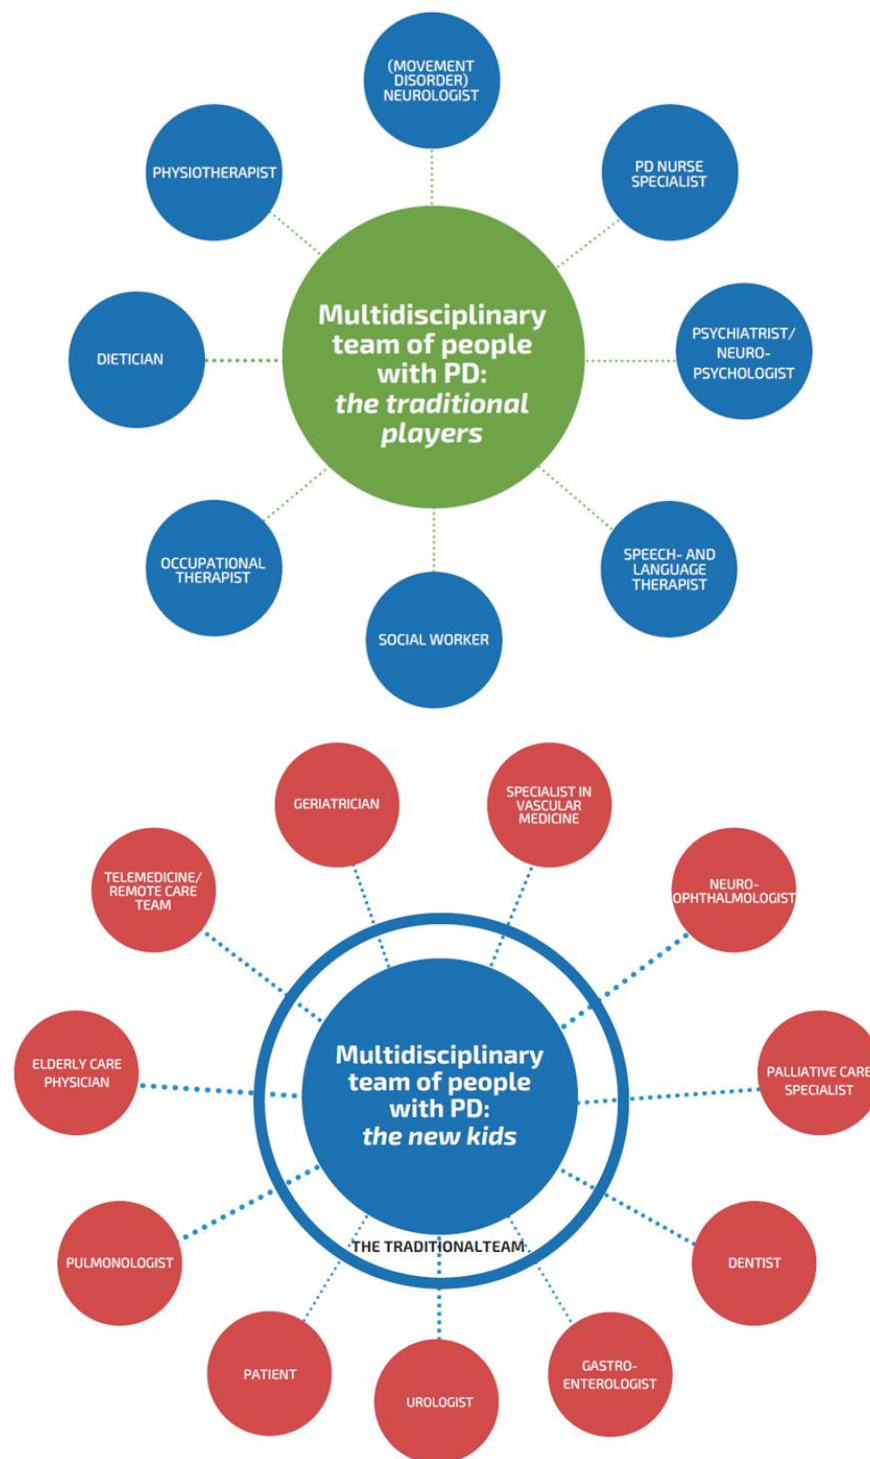 (MOVEMENT
DISORDER)
NEUROLOGIST
PHYSIOTHERAPIST
PD NURSE
SPECIALIST
Multidisciplinary
team of people
with PD:
the traditional
players
DIETICIAN
PSYCHIATRIST/
NEURO-
PSYCHOLOGIST
OCCUPATIONAL
THERAPIST
SPEECH- AND
LANGUAGE
THERAPIST
SOCIAL WORKER
GERIATRICIAN
SPECIALIST IN
VASCULAR
MEDICINE
TELEMEDICINE/
REMOTE CARE
TEAM
NEURO-
OPHTHALMOLOGIST
ELDERLY CARE
PHYSICIAN
Multidisciplinary
team of people
with PD:
the new kids
PALLIATIVE CARE
SPECIALIST
THE TRADITIONALTEAM
PULMONOLOGIST
DENTIST
PATIENT
UROLOGIST
GASTRO-
ENTEROLOGIST